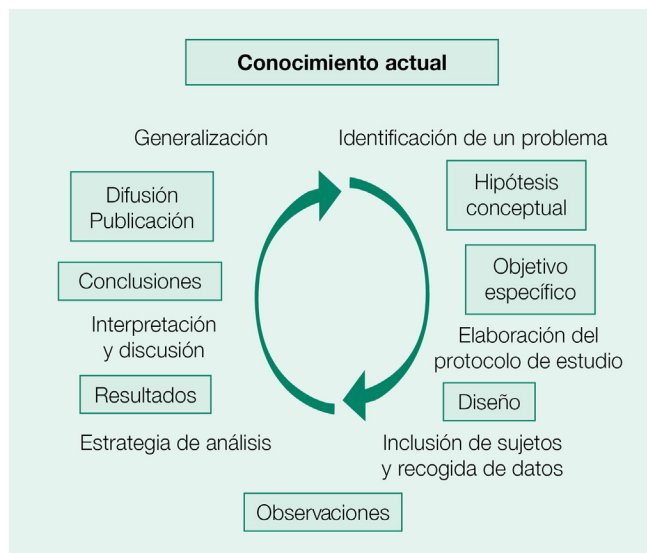 Conocimiento actual
Generalización
Identificación de un problema
Difusión
Publicación
Hipótesis
conceptual
Conclusiones
Objetivo
específico
Interpretación
y discusión
Elaboración del
protocolo de estudio
Resultados
Diseño
Estrategia de análisis
Inclusión de sujetos
y recogida de datos
Observaciones